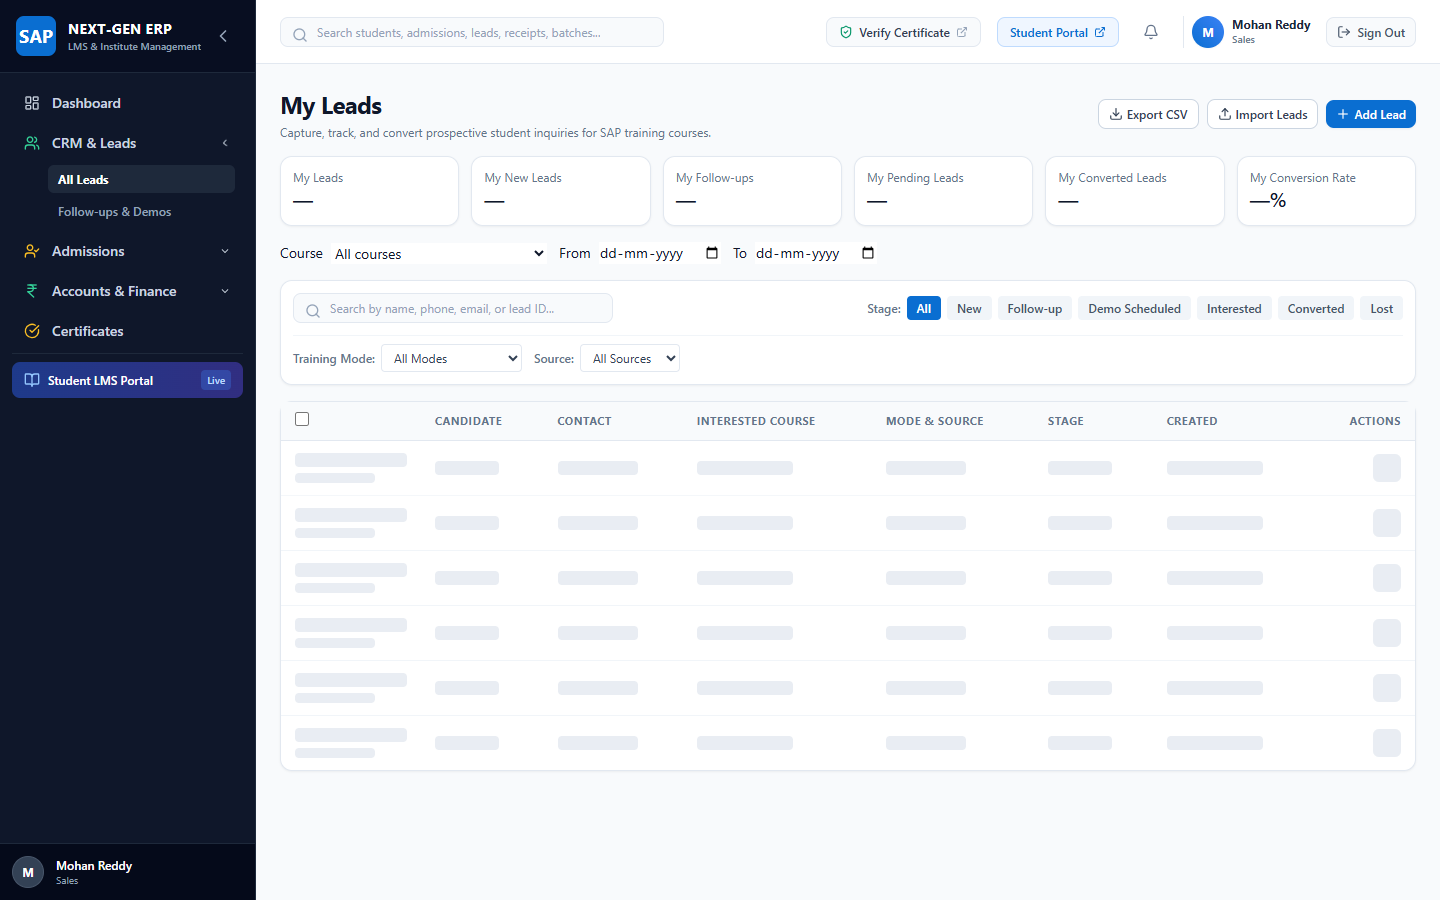 SAP
NEXT-GEN ERP
LMS & Institute Management
Search students, admissions, leads, receipts, batches...
Verify Certificate
Student Portal
M
Mohan Reddy
Sales
Sign Out
Dashboard
CRM & Leads
All Leads
Follow-ups & Demos
Admissions
Accounts & Finance
Certificates
Student LMS Portal
Live
My Leads
Capture, track, and convert prospective student inquiries for SAP training courses.
Export CSV
Import Leads
Add Lead
My Leads
—
My New Leads
—
My Follow-ups
—
My Pending Leads
—
My Converted Leads
—
My Conversion Rate
—%
Course All courses From dd-mm-yyyy To dd-mm-yyyy
Search by name, phone, email, or lead ID...
Stage: All New Follow-up Demo Scheduled Interested Converted Lost
Training Mode: All Modes Source: All Sources
CANDIDATE CONTACT INTERESTED COURSE MODE & SOURCE STAGE CREATED ACTIONS
M
Mohan Reddy
Sales